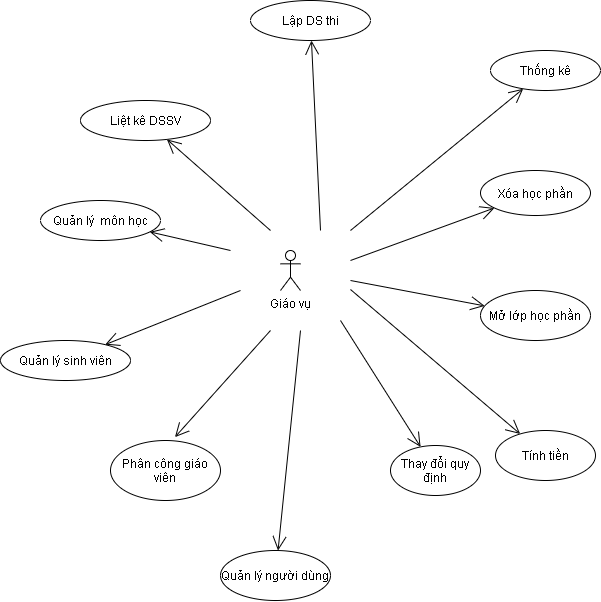 Lập DS thi
Thống kê
Liệt kê DSSV
Xóa học phần
Quản lý môn học
Giáo vụ
Mở lớp học phần
Quản lý sinh viên
Tính tiền
Phân công giáo
viên
Thay đổi quy
định
Quản lý người dùng